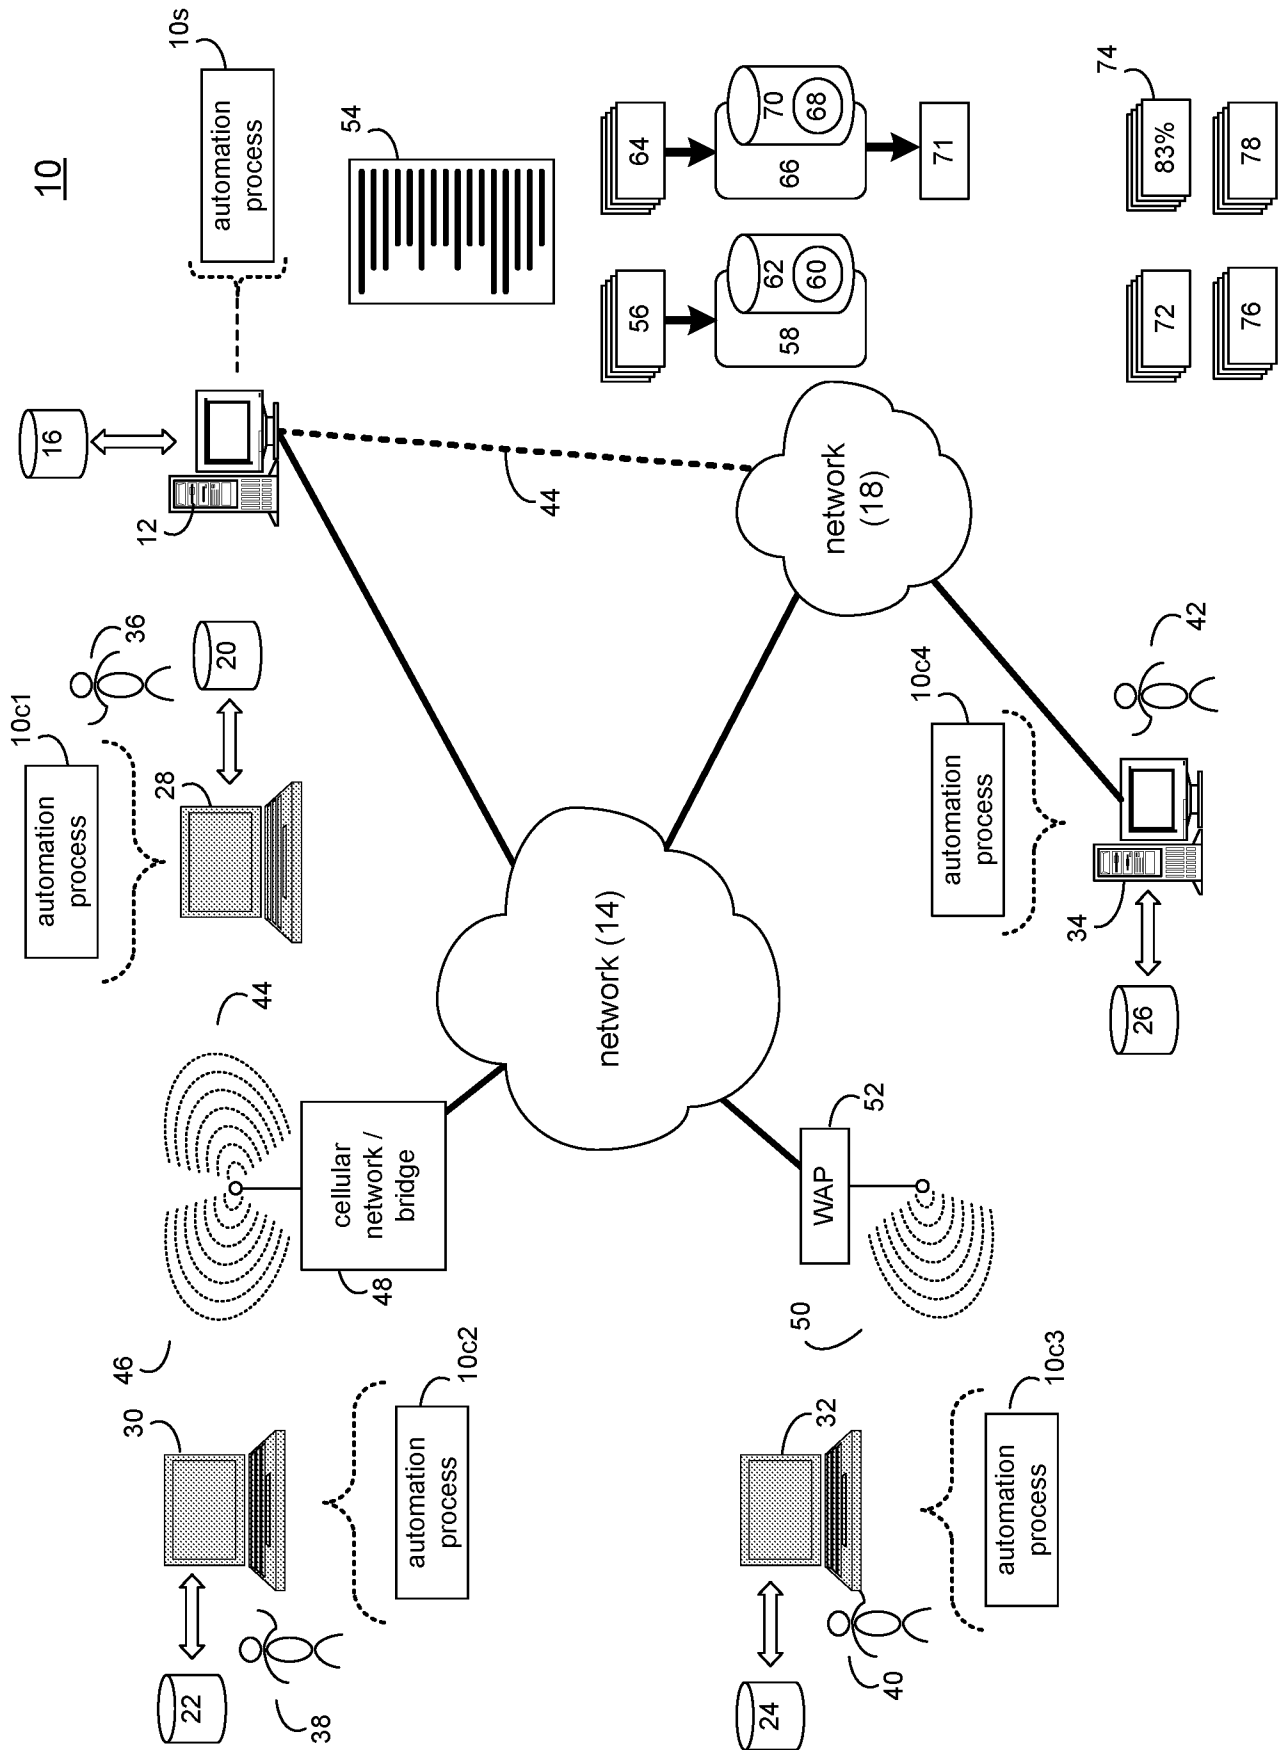 10
10c1
16
automation
process
46
30
36
12
28
10s
22
20
automation
process
44
38
cellular
network /
bridge
54
48
automation
process
10c2
44
network (14)
56
64
32
24
62
70
58
66
50
60
68
WAP
network
(18)
52
40
10c4
71
automation
process
automation
process
10c3
34
74
26
72
83%
42
76
78